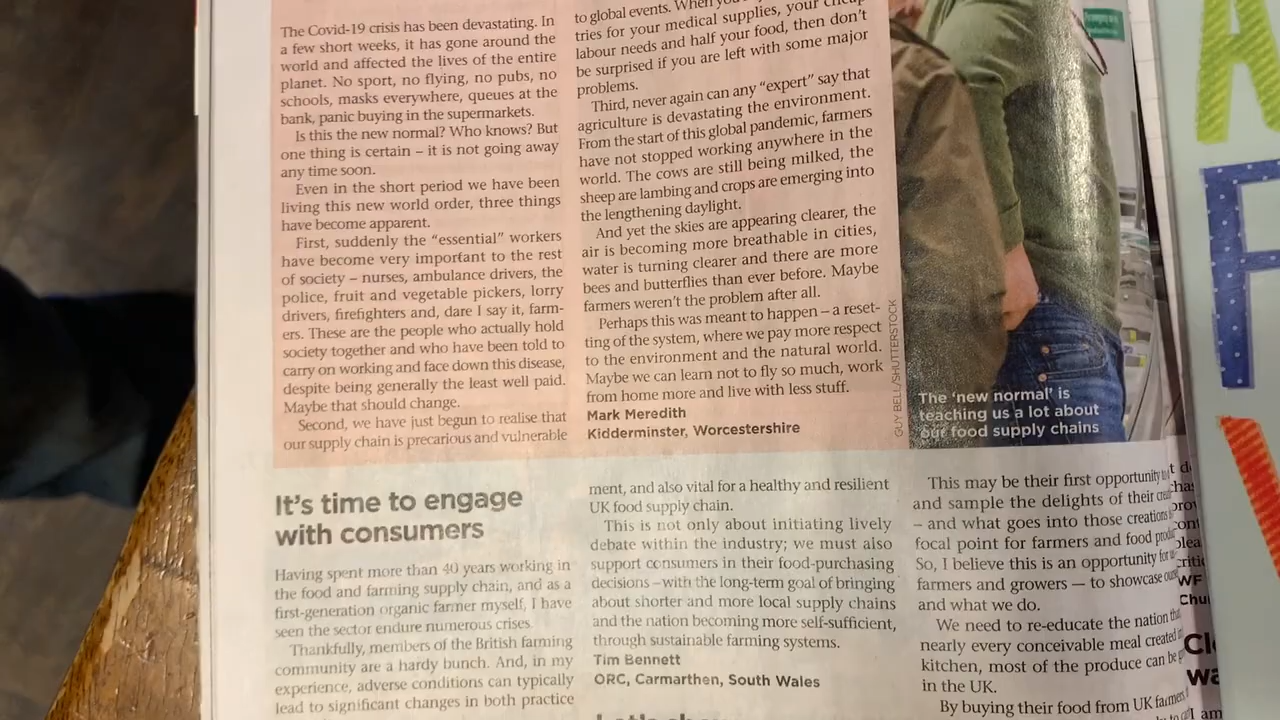 The Covid-19 crisis has been devastating. In
a few short weeks, it has gone around the
world and affected the lives of the entire
planet. No sport, no flying, no pubs, no
schools, masks everywhere, queues at the
bank, panic buying in the supermarkets.
Is this the new normal? Who knows? But
one thing is certain – it is not going away
any time soon.
Even in the short period we have been
living this new world order, three things
have become apparent.
First, suddenly the “essential” workers
have become very important to the rest
of society – nurses, ambulance drivers, the
police, fruit and vegetable pickers, lorry
drivers, firefighters and, dare I say it, farm-
ers. These are the people who actually hold
society together and who have been told to
carry on working and face down this disease,
despite being generally the least well paid.
Maybe that should change.
Second, we have just begun to realise that
our supply chain is precarious and vulnerable
to global events. When
tries for your medical supplies, your cheap
labour needs and half your food, then don’t
be surprised if you are left with some major
problems.
Third, never again can any “expert” say that
agriculture is devastating the environment.
From the start of this global pandemic, farmers
have not stopped working anywhere in the
world. The cows are still being milked, the
sheep are lambing and crops are emerging into
the lengthening daylight.
And yet the skies are appearing clearer, the
air is becoming more breathable in cities,
water is turning clearer and there are more
bees and butterflies than ever before. Maybe
farmers weren’t the problem after all.
Perhaps this was meant to happen – a reset-
ting of the system, where we pay more respect
to the environment and the natural world.
Maybe we can learn not to fly so much, work
from home more and live with less stuff.
Mark Meredith
Kidderminster, Worcestershire
GUY BELL/SHUTTERSTOCK
The ‘new normal’ is
teaching us a lot about
our food supply chains
It’s time to engage
with consumers
Having spent more than 40 years working in
the food and farming supply chain, and as a
first-generation organic farmer myself, I have
seen the sector endure numerous crises.
Thankfully, members of the British farming
community are a hardy bunch. And, in my
experience, adverse conditions can typically
lead to significant changes in both practice
ment, and also vital for a healthy and resilient
UK food supply chain.
This is not only about initiating lively
debate within the industry; we must also
support consumers in their food-purchasing
decisions – with the long-term goal of bringing
about shorter and more local supply chains
and the nation becoming more self-sufficient,
through sustainable farming systems.
Tim Bennett
ORC, Carmarthen, South Wales
This may be their first opportunity
and sample the delights of their
– and what goes into those creations
focal point for farmers and food
So, I believe this is an opportunity for
farmers and growers — to showcase
and what we do.
We need to re-educate the nation
nearly every conceivable meal created
kitchen, most of the produce can be
in the UK.
By buying their food from UK farmers
WF
I am